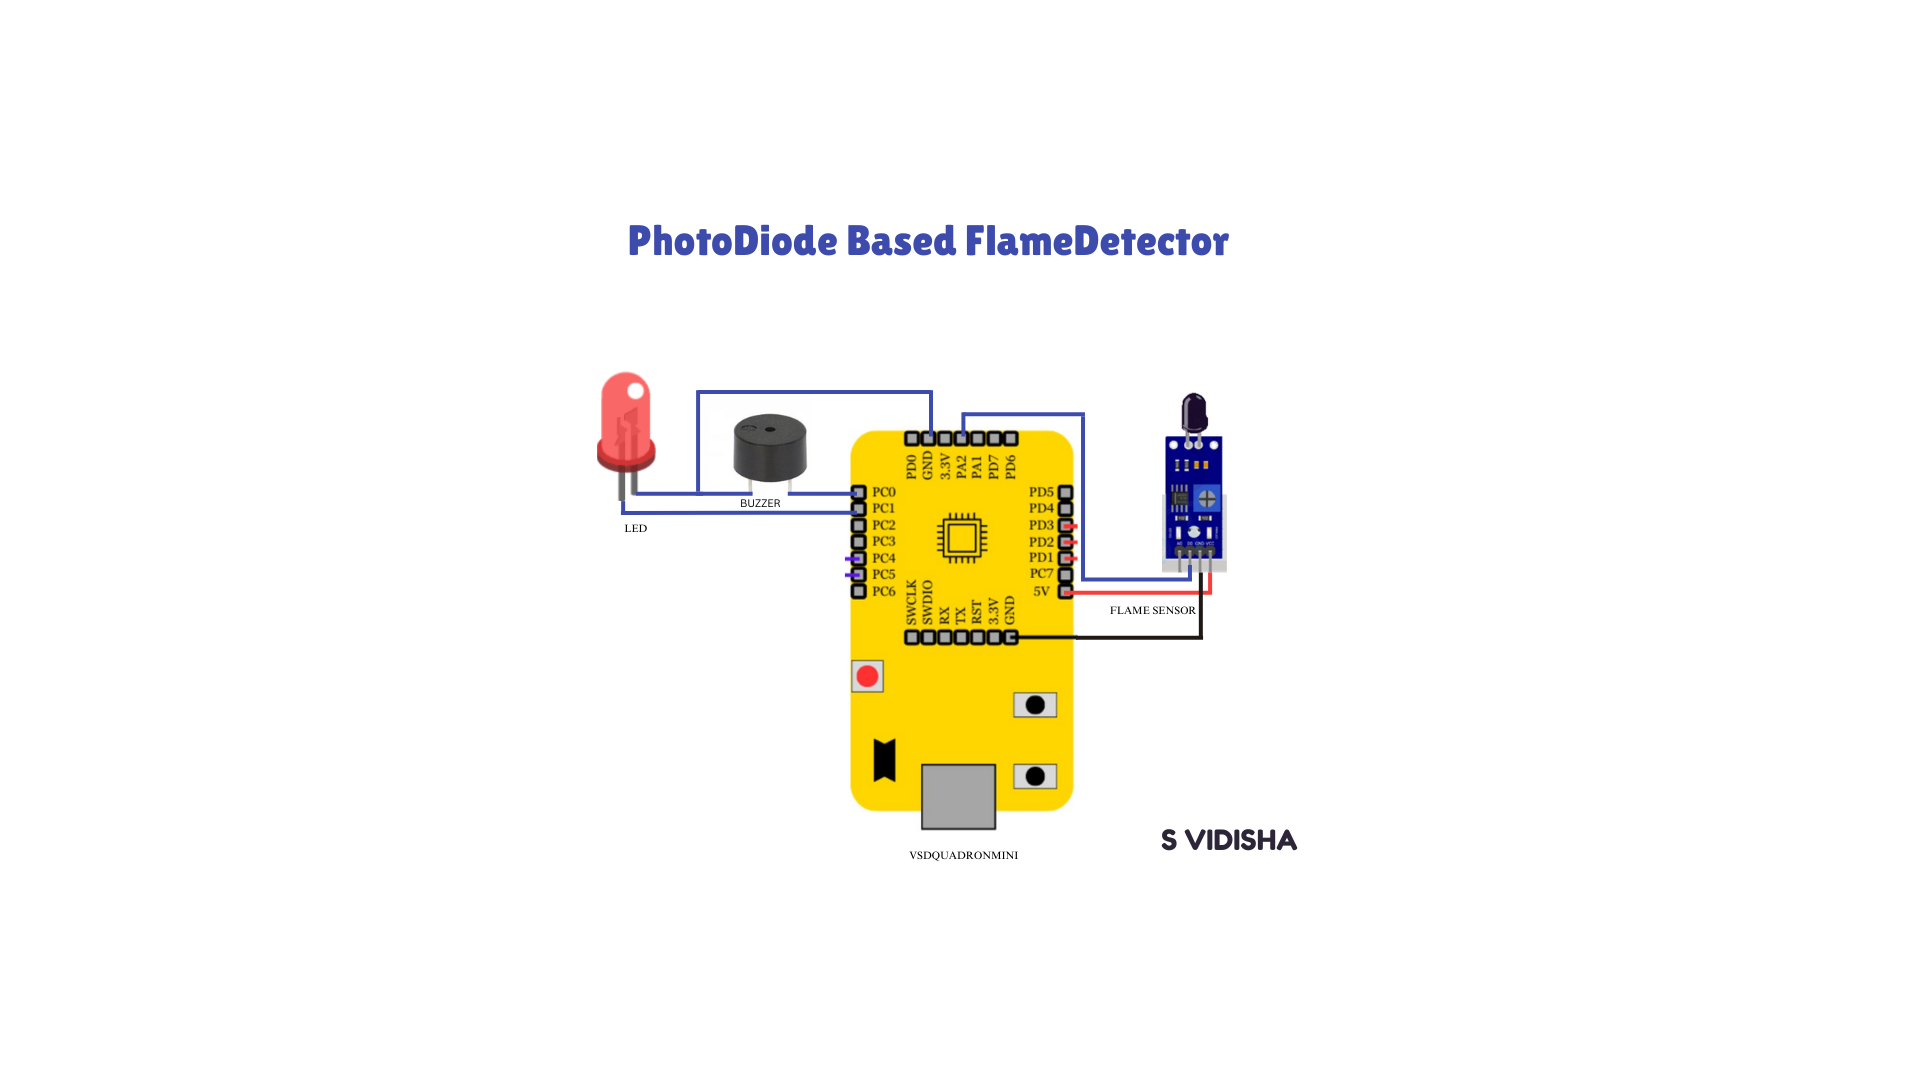 PhotoDiode Based FlameDetector
PD0 GND 3.3V PA2 PA1 PD7 PD6
PC0 PD5
BUZZER
PC1 PD4
LED
PC2 PD3
PC3 PD2
PC4 PD1
PC5 PC7
PC6 5V
SWCLK SWDIO RX TX RST 3.3V GND
FLAME SENSOR
S VIDISHA
VSDQUADRONMINI